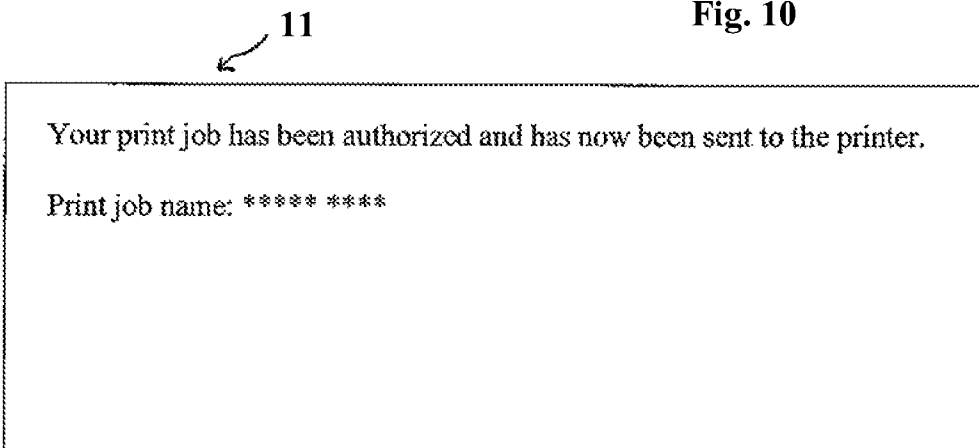 Fig. 10
11
Your print job has been authorized and has now been sent to the printer.
Print job name: ***** ****